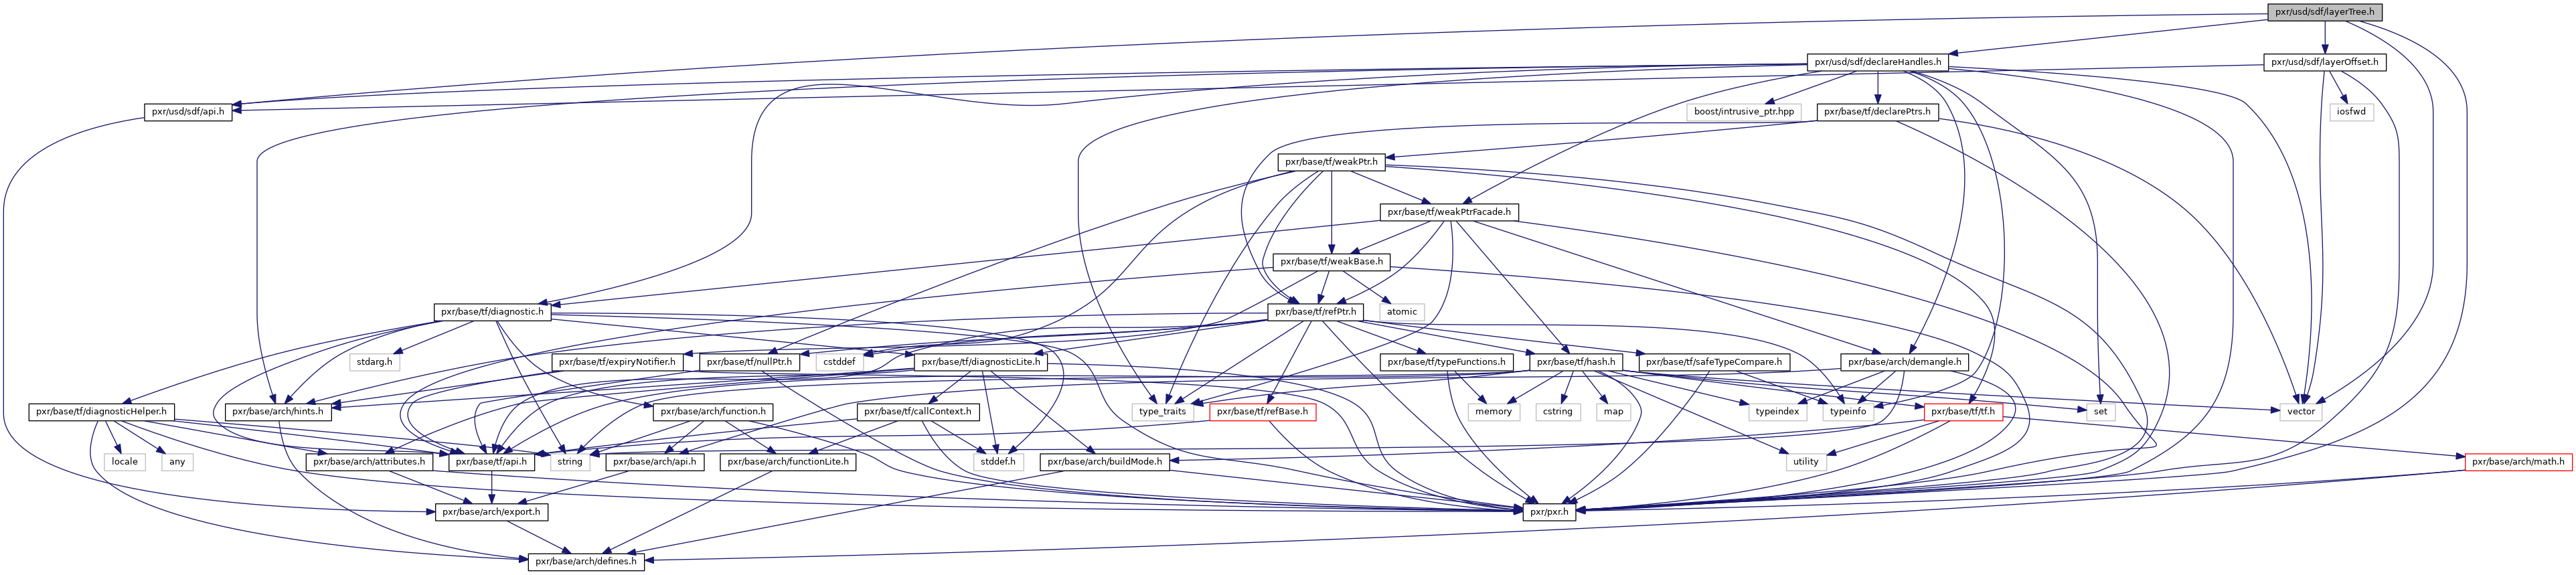 pxr/usd/sdf/layerTree.h
pxr/usd/sdf/declareHandles.h
pxr/usd/sdf/layerOffset.h
pxr/usd/sdf/api.h
boost/intrusive_ptr.hpp
pxr/base/tf/declarePtrs.h
iosfwd
pxr/base/tf/weakPtr.h
pxr/base/tf/weakPtrFacade.h
pxr/base/tf/weakBase.h
pxr/base/tf/diagnostic.h
pxr/base/tf/refPtr.h
atomic
stdarg.h
pxr/base/tf/expiryNotifier.h
pxr/base/tf/nullPtr.h
cstddef
pxr/base/tf/diagnosticLite.h
pxr/base/tf/typeFunctions.h
pxr/base/tf/hash.h
pxr/base/tf/safeTypeCompare.h
pxr/base/arch/demangle.h
pxr/base/tf/diagnosticHelper.h
pxr/base/arch/hints.h
pxr/base/arch/function.h
pxr/base/tf/callContext.h
type_traits
pxr/base/tf/refBase.h
memory
cstring
map
typeindex
typeinfo
pxr/base/tf/tf.h
set
vector
locale
any
pxr/base/arch/attributes.h
pxr/base/tf/api.h
string
pxr/base/arch/api.h
pxr/base/arch/functionLite.h
stddef.h
pxr/base/arch/buildMode.h
utility
pxr/base/arch/math.h
pxr/base/arch/export.h
pxr/pxr.h
pxr/base/arch/defines.h